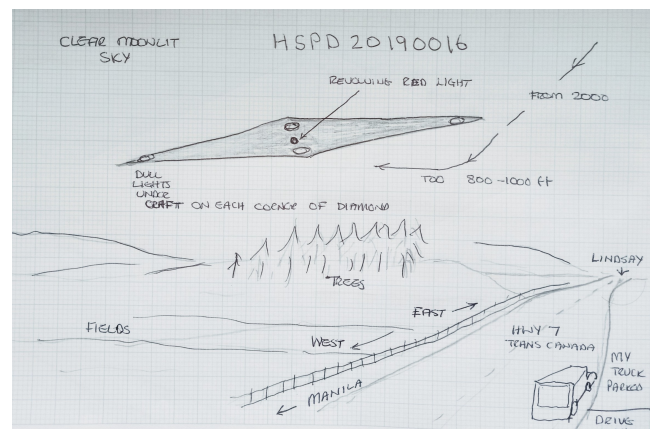 CLEAR MOONLIT
SKY
HSPD 20190016
REVOLVING RED LIGHT
FROM 2000
TOO 800-1000 ft
DULL
LIGHTS
UNDER
CRAFT ON EACH CORNER OF DIAMOND
TREES
LINDSAY
EAST
FIELDS
WEST
HWY 7
TRANS CANADA
MY
TRUCK
PARKED
MANILA
DRIVE